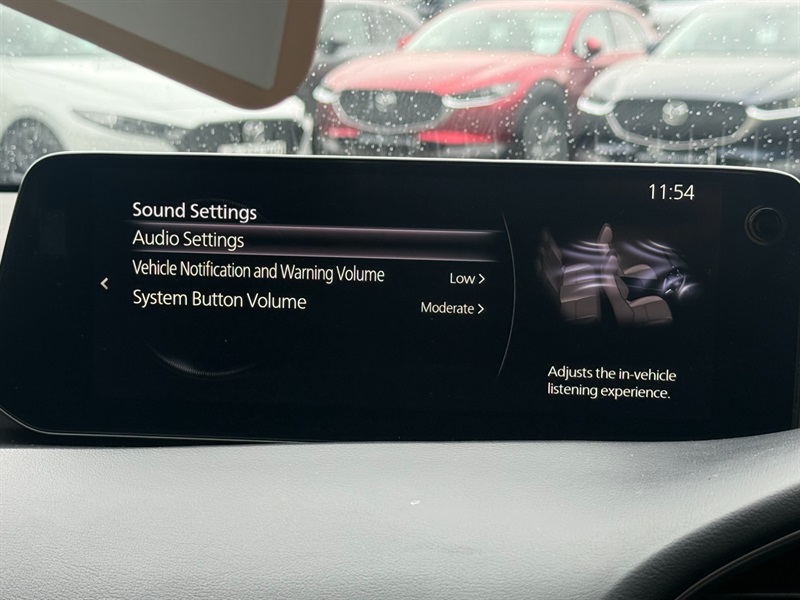 11:54
Sound Settings
Audio Settings
Vehicle Notification and Warning Volume Low >
System Button Volume Moderate >
Adjusts the in-vehicle
listening experience.